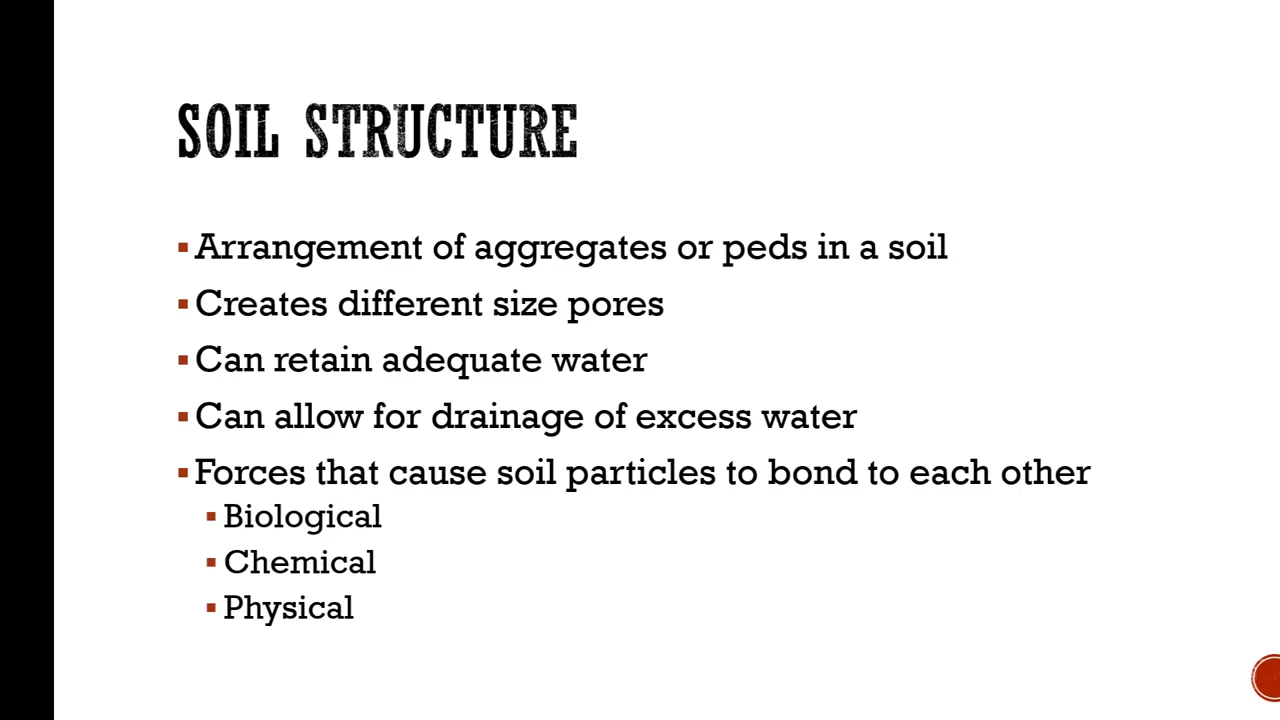 SOIL STRUCTURE
▪Arrangement of aggregates or peds in a soil
▪Creates different size pores
▪Can retain adequate water
▪Can allow for drainage of excess water
▪Forces that cause soil particles to bond to each other
▪Biological
▪Chemical
▪Physical